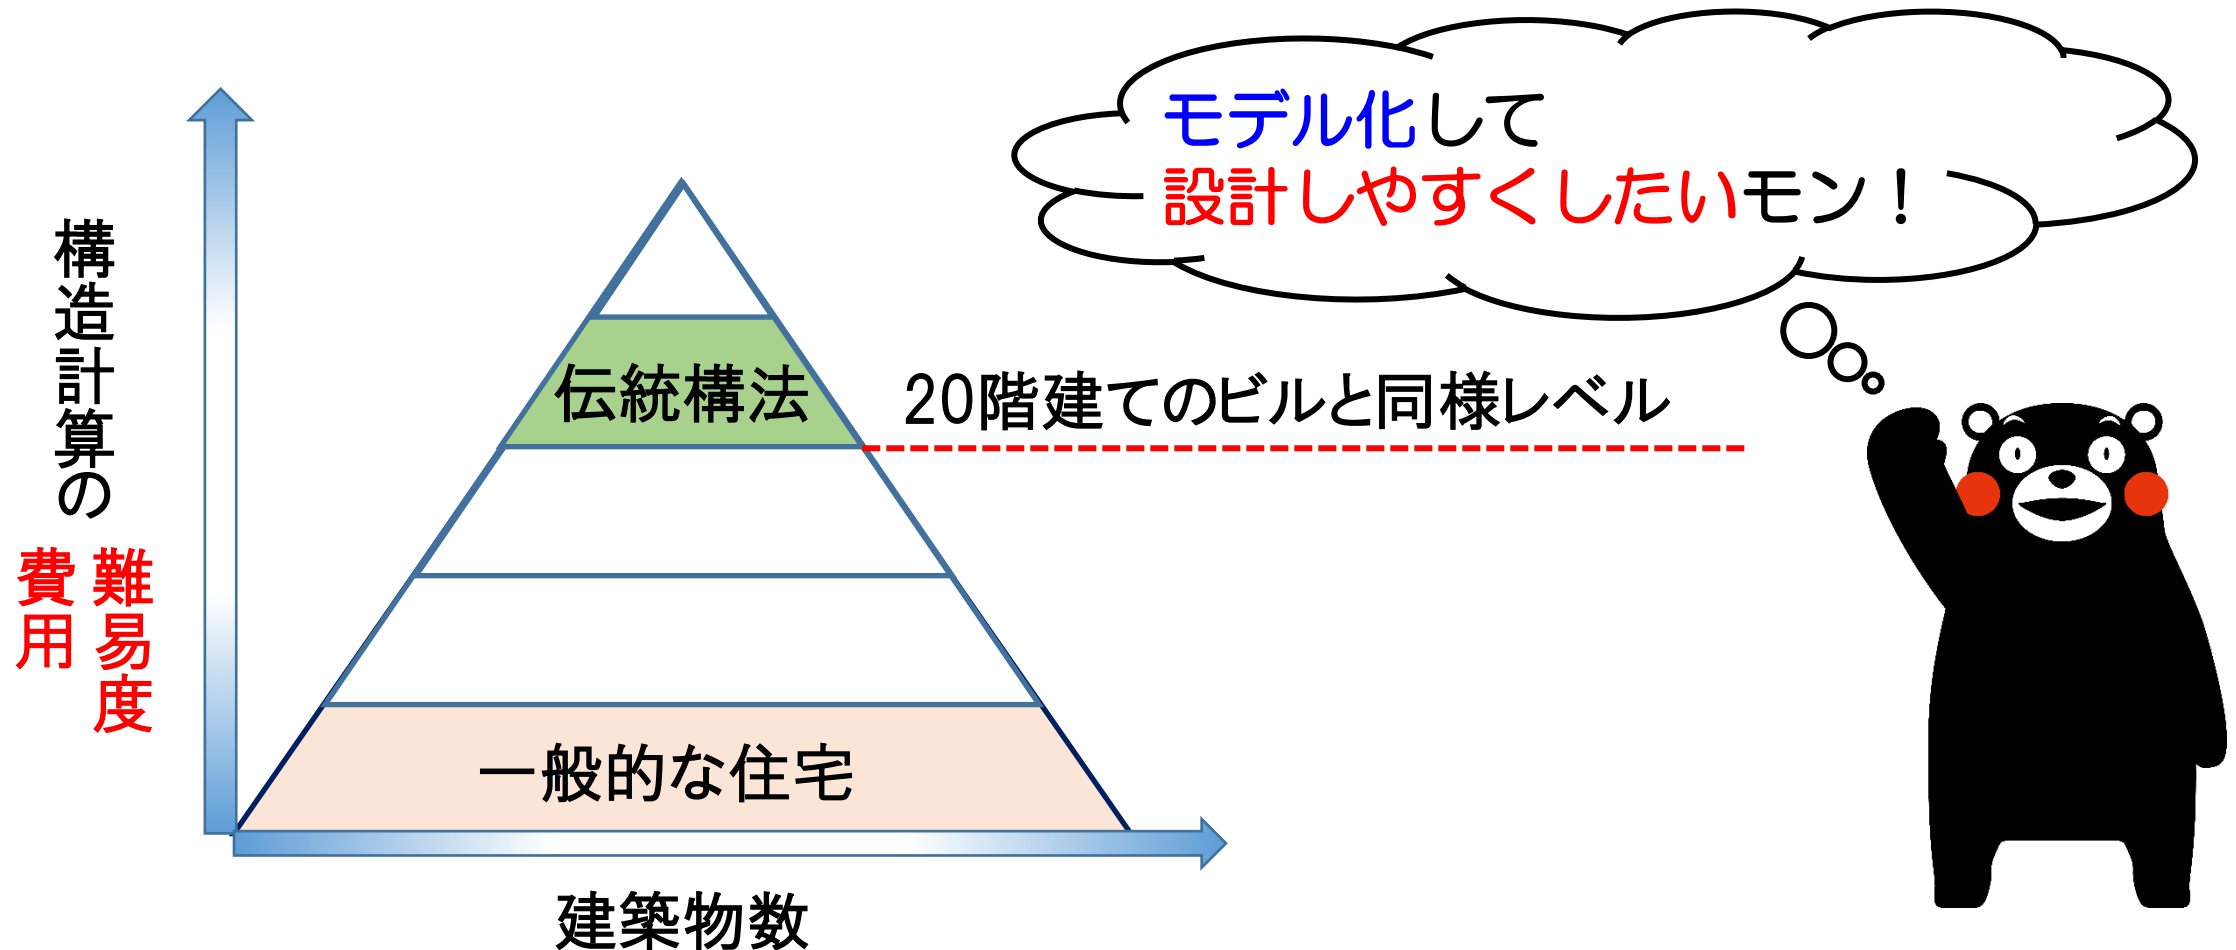 モデル化して
設計しやすくしたいモン！
構造計算の
難易度
費用
伝統構法
20階建てのビルと同様レベル
一般的な住宅
建築物数